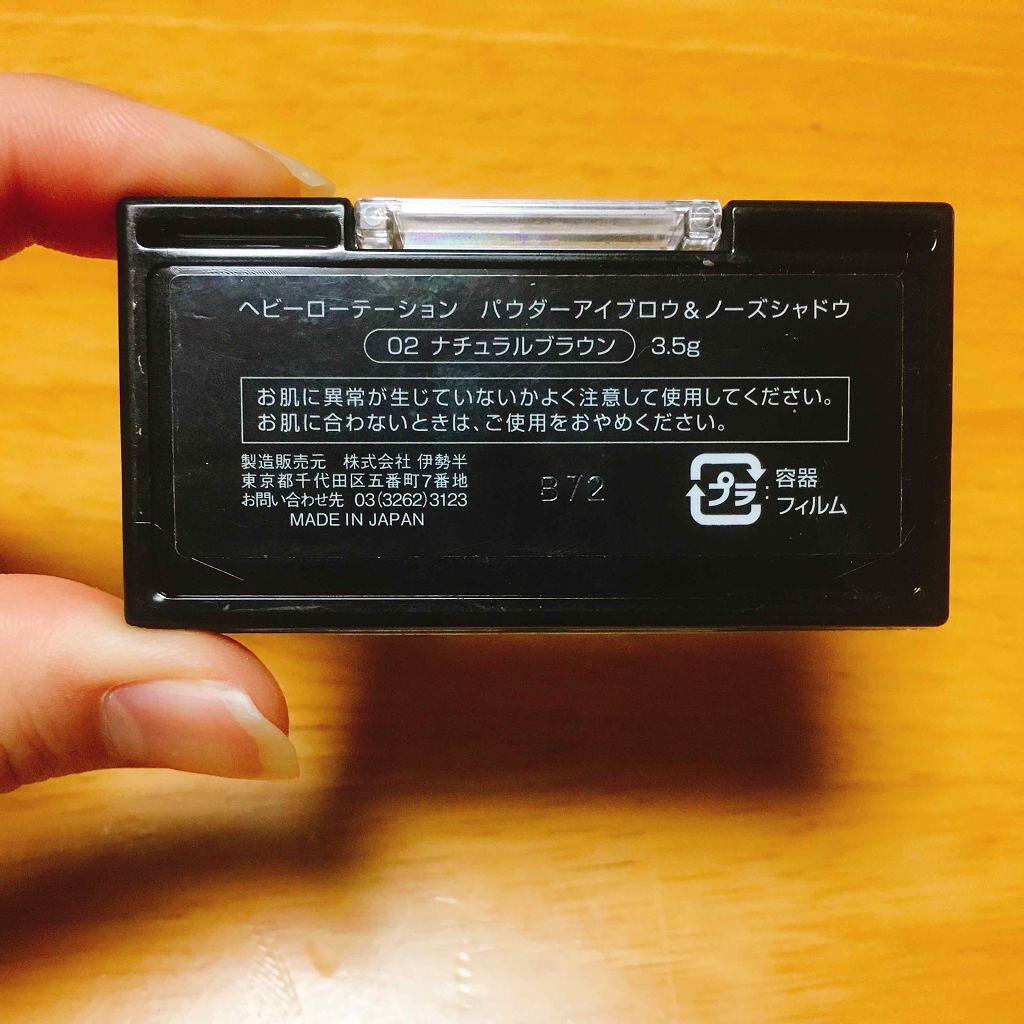 ヘビーローテーション パウダーアイブロウ&ノーズシャドウ
02 ナチュラルブラウン 3.5g
お肌に異常が生じていないかよく注意して使用してください。
お肌に合わないときは、ご使用をおやめください。
製造販売元 株式会社 伊勢半
東京都千代田区五番町7番地
お問い合わせ先 03(3262)3123
MADE IN JAPAN
B72
プラ:容器
フィルム